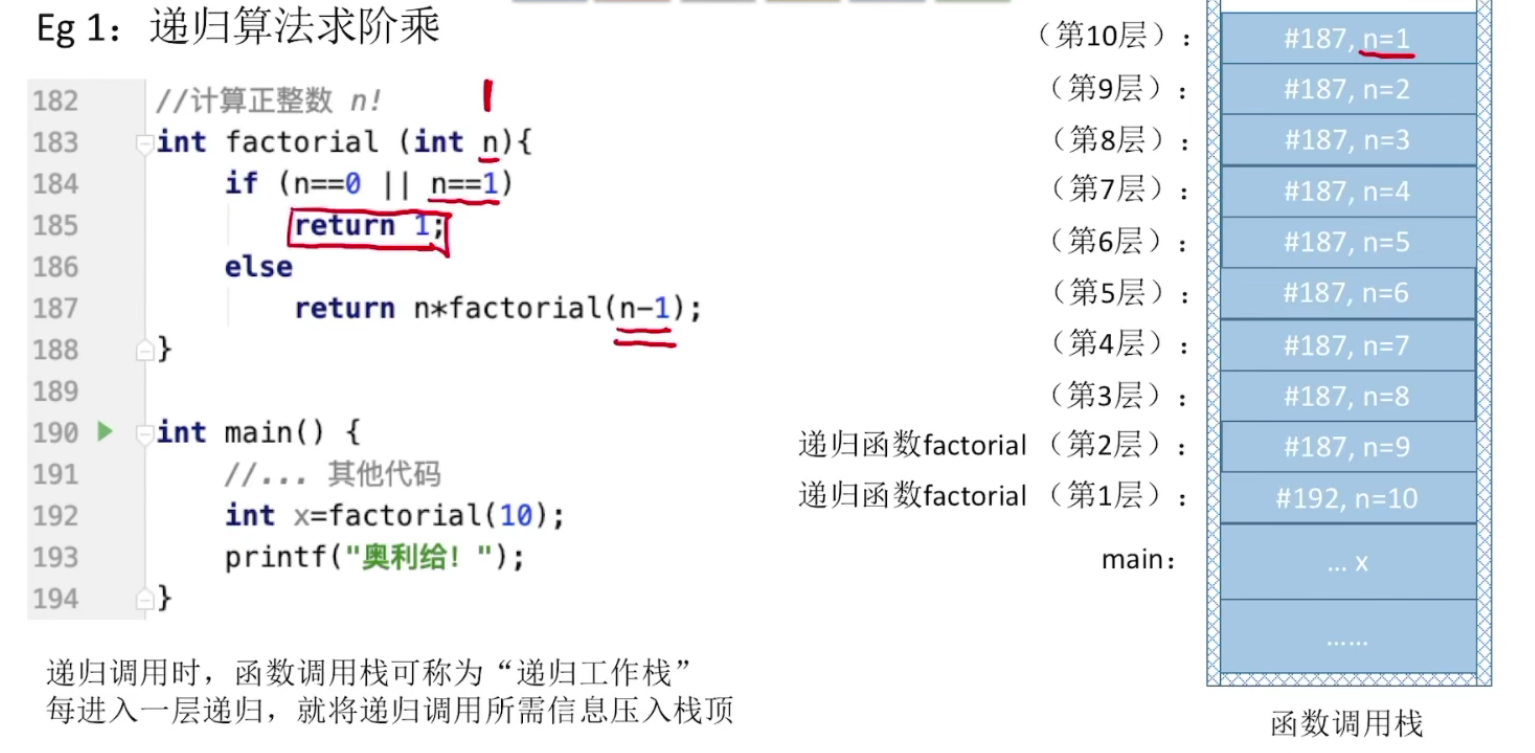 Eg 1：递归算法求阶乘
182 //计算正整数 n!
183 int factorial (int n){
184 if (n==0 || n==1)
185 return 1;
186 else
187 return n*factorial(n-1);
188 }
189
190 int main() {
191 //... 其他代码
192 int x=factorial(10);
193 printf("奥利给！");
194 }
递归调用时，函数调用栈可称为“递归工作栈”
每进入一层递归，就将递归调用所需信息压入栈顶
（第10层）： #187, n=1
（第9层）： #187, n=2
（第8层）： #187, n=3
（第7层）： #187, n=4
（第6层）： #187, n=5
（第5层）： #187, n=6
（第4层）： #187, n=7
（第3层）： #187, n=8
递归函数factorial （第2层）： #187, n=9
递归函数factorial （第1层）： #192, n=10
main： ... x
……
函数调用栈